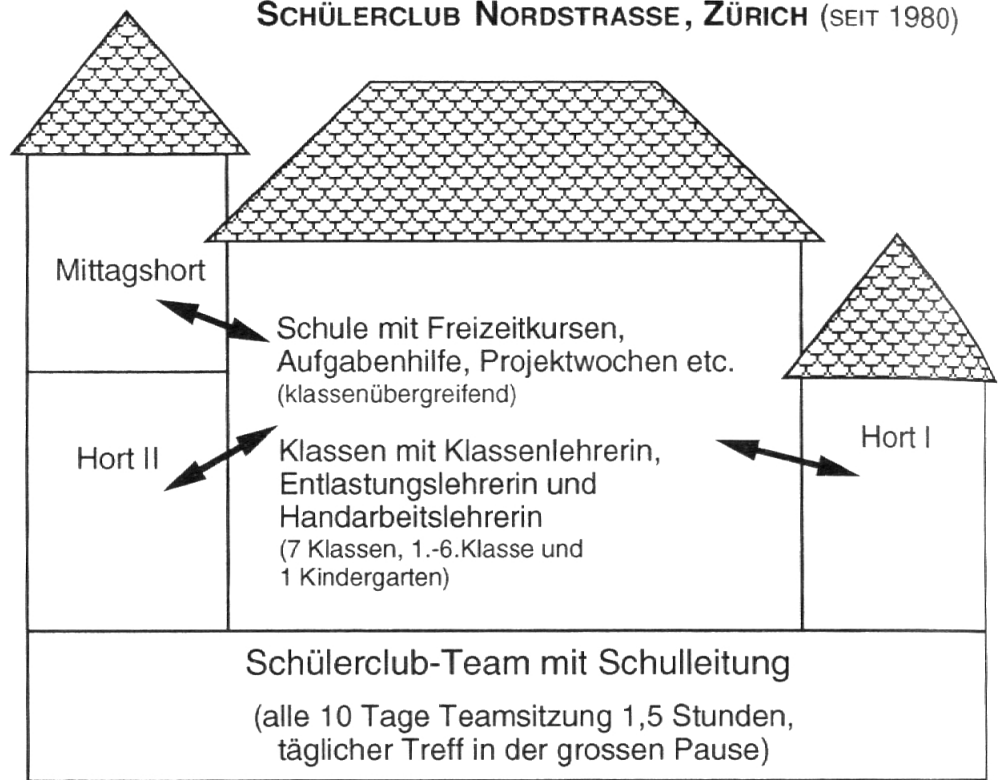 SCHÜLERCLUB NORDSTRASSE, ZÜRICH (SEIT 1980)
Mittagshort
Schule mit Freizeitkursen,
Aufgabenhilfe, Projektwochen etc.
(klassenübergreifend)
Hort II
Klassen mit Klassenlehrerin,
Entlastungslehrerin und
Handarbeitslehrerin
(7 Klassen, 1.-6.Klasse und
1 Kindergarten)
Hort I
Schülerclub-Team mit Schulleitung
(alle 10 Tage Teamsitzung 1,5 Stunden,
täglicher Treff in der grossen Pause)